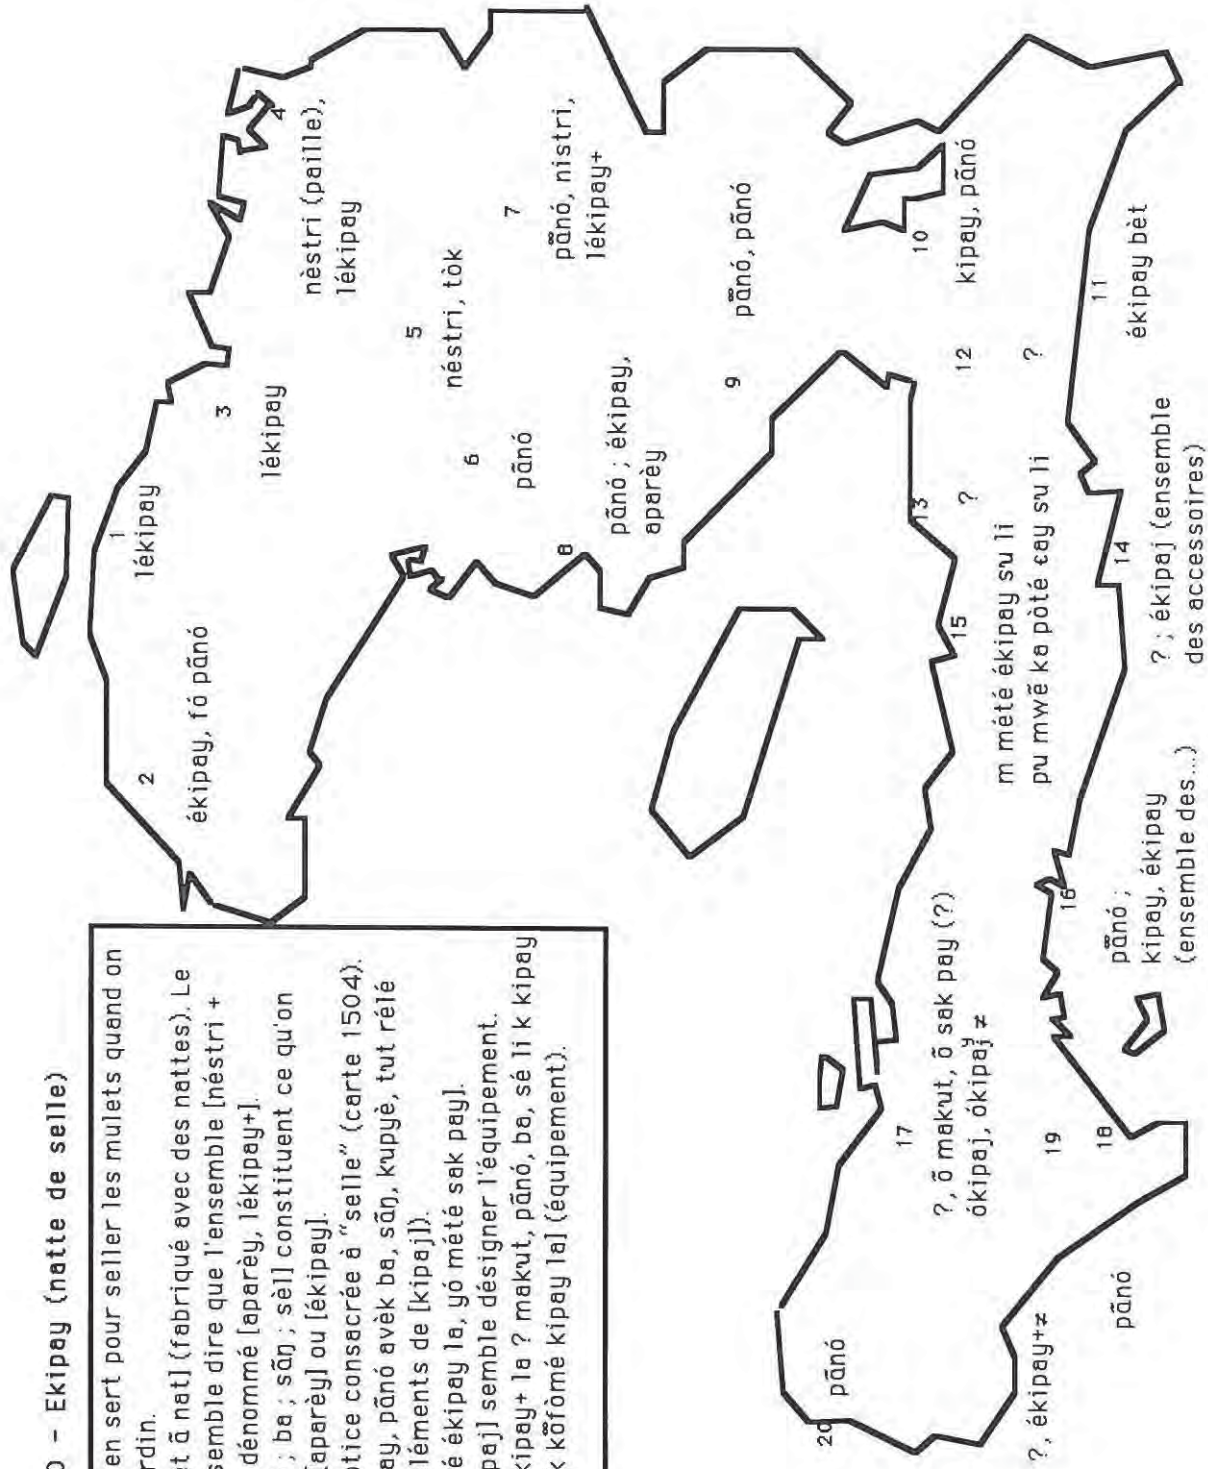 – Ekipay (natte de selle)
en sert pour seller les mulets quand on
rdin.
et ã nat] (fabriqué avec des nattes). Le
semble dire que l'ensemble [néstri +
dénommé [aparèy, lékipay+].
; ba ; sãŋ ; sèl] constituent ce qu'on
[aparèy] ou [ékipay].
otice consacrée à "selle" (carte 1504).
ay, pãnó avèk ba, sãŋ, kupyè, tut rélé
léments de [kipaj]).
é ékipay la, yó mété sak pay].
paj] semble désigner l'équipement.
kipay+ la ? makut, pãnó, ba, sé li k kipay
k kõfòmé kipay la] (équipement).
1
lékipay
2
ékipay, fó pãnó
3
lékipay
4
nèstri (paille),
lékipay
5
néstri, tòk
6
pãnó
7
pãnó, nistri,
lékipay+
8
pãnó ; ékipay,
aparèy
9
pãnó, pãnó
10
kipay, pãnó
11
ékipay bèt
12
?
13
?
14
? ; ékipaj (ensemble
des accessoires)
15
m mété ékipay su li
pu mwẽ ka pòté cay su li
16
pãnó ;
kipay, ékipay
(ensemble des...)
17
?, õ makut, õ sak pay (?)
ókipaj, ókipaj y ≠
18
pãnó
19
?, ékipay+≠
20
pãnó